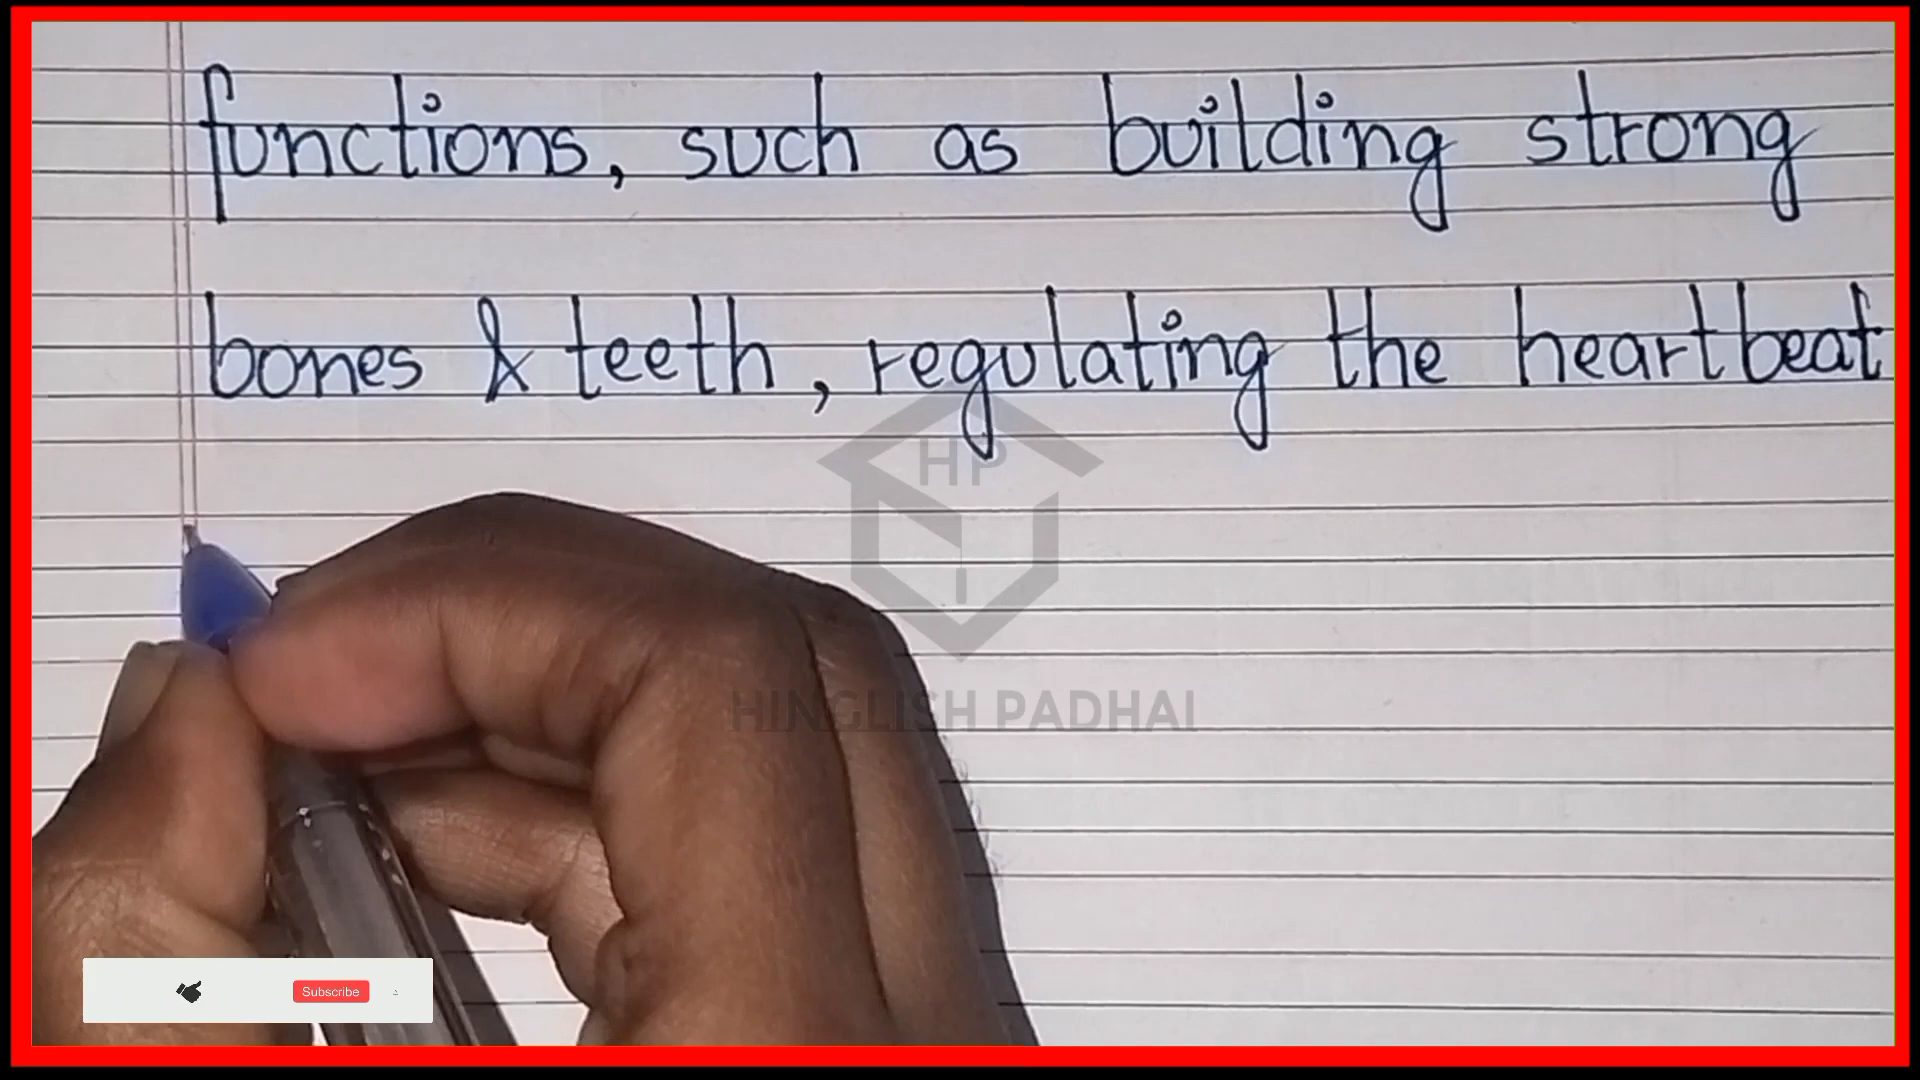 functions, such as building strong
bones & teeth, regulating the heartbeat
HP
HINGLISH PADHAI
Subscribe